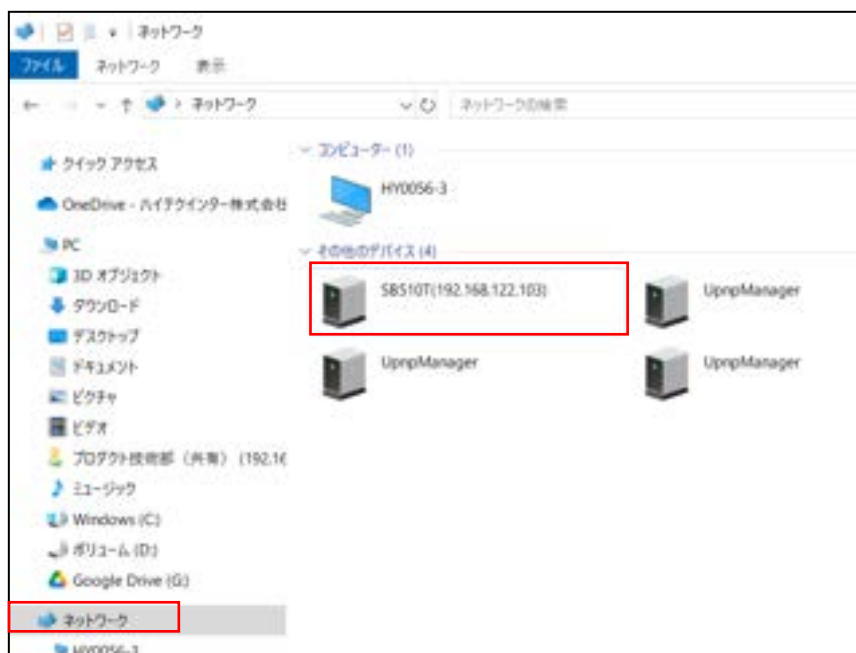 ネットワーク
ファイル ネットワーク 表示
ネットワーク ネットワークの検索
クイック アクセス
OneDrive - ハイテクインター株式会社
PC
3D オブジェクト
ダウンロード
デスクトップ
ドキュメント
ピクチャ
ビデオ
プロダクト技術部 (共有) (192.16
ミュージック
Windows (C:)
ボリューム (D:)
Google Drive (G:)
ネットワーク
HY0056-3
コンピューター (1)
HY0056-3
その他のデバイス (4)
SB510T(192.168.122.103)
UpnpManager
UpnpManager
UpnpManager